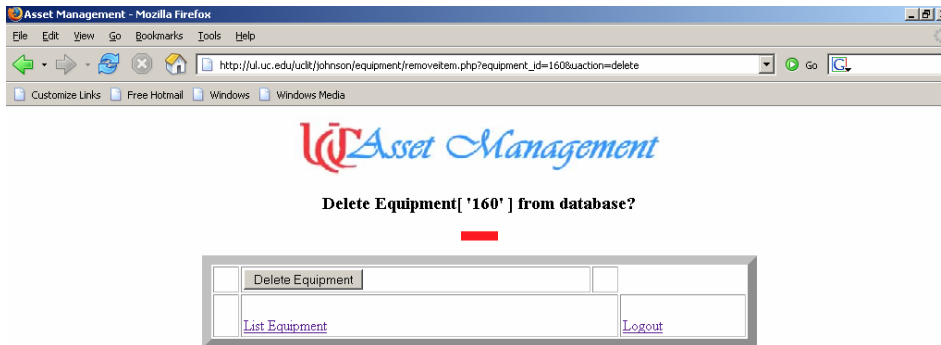 Asset Management - Mozilla Firefox
File Edit View Go Bookmarks Tools Help
http://ul.uc.edu/uclit/johnson/equipment/removeitem.php?equipment_id=160&uaction=delete Go G
Customize Links Free Hotmail Windows Windows Media
UC Asset Management
Delete Equipment[ '160' ] from database?
Delete Equipment
List Equipment Logout